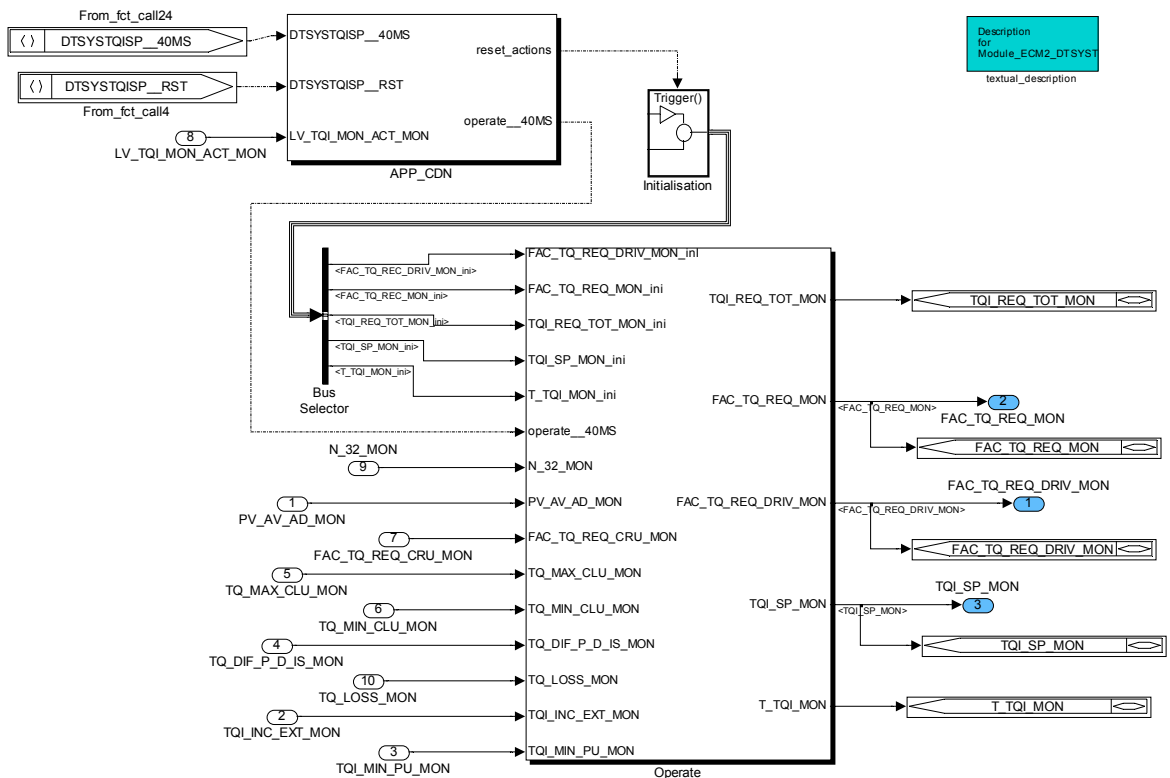 From_fct_call24
DTSYSTQISP__40MS
DTSYSTQISP__RST
From_fct_call4
8
LV_TQI_MON_ACT_MON
DTSYSTQISP__40MS
DTSYSTQISP__RST
LV_TQI_MON_ACT_MON
reset_actions
operate__40MS
APP_CDN
Trigger()
Initialisation
Description
for
Module_ECM2_DTSYST
textual_description
<FAC_TQ_REC_DRIV_MON_ini>
<FAC_TQ_REC_MON_ini>
<TQI_REQ_TOT_MON_ini>
<TQI_SP_MON_ini>
<T_TQI_MON_ini>
Bus
Selector
N_32_MON
9
1
PV_AV_AD_MON
7
FAC_TQ_REQ_CRU_MON
5
TQ_MAX_CLU_MON
6
TQ_MIN_CLU_MON
4
TQ_DIF_P_D_IS_MON
10
TQ_LOSS_MON
2
TQI_INC_EXT_MON
3
TQI_MIN_PU_MON
FAC_TQ_REQ_DRIV_MON_inI
FAC_TQ_REQ_MON_ini
TQI_REQ_TOT_MON_ini
TQI_SP_MON_ini
T_TQI_MON_ini
operate__40MS
N_32_MON
PV_AV_AD_MON
FAC_TQ_REQ_CRU_MON
TQ_MAX_CLU_MON
TQ_MIN_CLU_MON
TQ_DIF_P_D_IS_MON
TQ_LOSS_MON
TQI_INC_EXT_MON
TQI_MIN_PU_MON
TQI_REQ_TOT_MON
FAC_TQ_REQ_MON
FAC_TQ_REQ_DRIV_MON
TQI_SP_MON
T_TQI_MON
Operate
TQI_REQ_TOT_MON
<FAC_TQ_REQ_MON>
2
FAC_TQ_REQ_MON
FAC_TQ_REQ_MON
FAC_TQ_REQ_DRIV_MON
1
<FAC_TQ_REQ_DRIV_MON>
FAC_TQ_REQ_DRIV_MON
TQI_SP_MON
3
<TQI_SP_MON>
TQI_SP_MON
T_TQI_MON